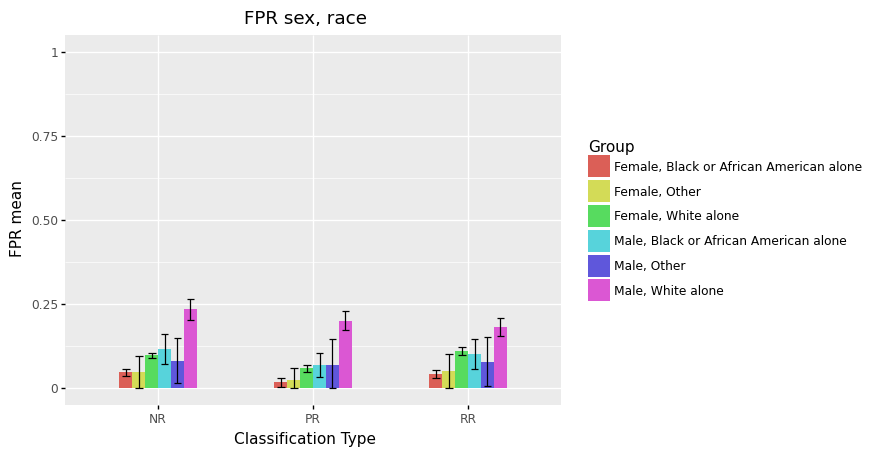 FPR sex, race
FPR mean
1
0.75
0.50
0.25
0
NR
PR
RR
Classification Type
Group
Female, Black or African American alone
Female, Other
Female, White alone
Male, Black or African American alone
Male, Other
Male, White alone